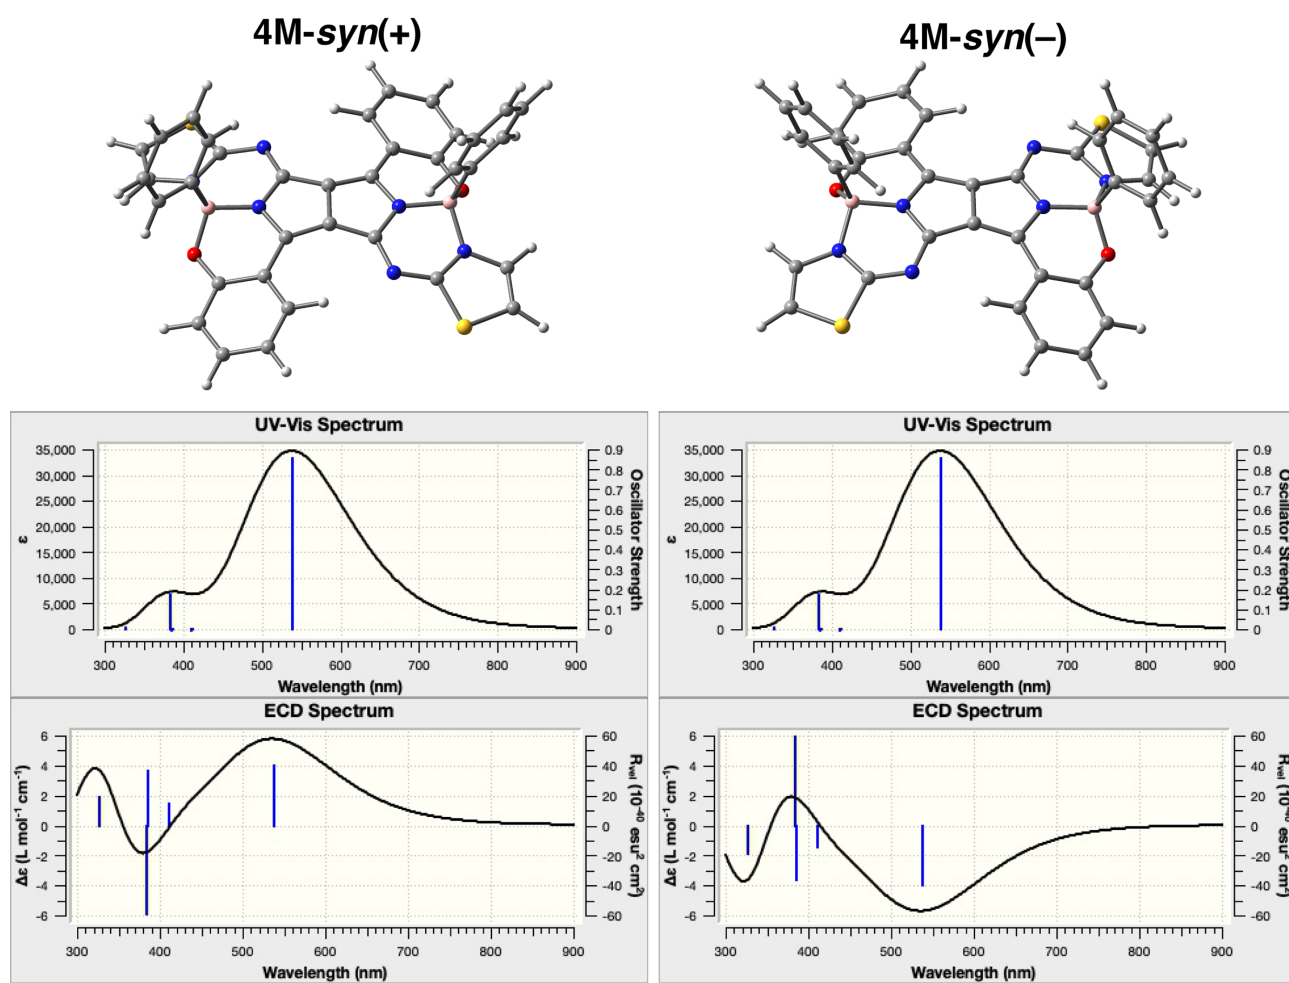 4M-syn(+)
4M-syn(–)
UV-Vis Spectrum
35,000
30,000
25,000
20,000
15,000
10,000
5,000
0
ε
0.9
0.8
0.7
0.6
0.5
0.4
0.3
0.2
0.1
0
Oscillator Strength
300 400 500 600 700 800 900
Wavelength (nm)
UV-Vis Spectrum
35,000
30,000
25,000
20,000
15,000
10,000
5,000
0
ε
0.9
0.8
0.7
0.6
0.5
0.4
0.3
0.2
0.1
0
Oscillator Strength
300 400 500 600 700 800 900
Wavelength (nm)
ECD Spectrum
6
4
2
0
-2
-4
-6
Δε (L mol⁻¹ cm⁻¹)
60
40
20
0
-20
-40
-60
Rvel (10⁻⁴⁰ esu² cm²)
300 400 500 600 700 800 900
Wavelength (nm)
ECD Spectrum
6
4
2
0
-2
-4
-6
Δε (L mol⁻¹ cm⁻¹)
60
40
20
0
-20
-40
-60
Rvel (10⁻⁴⁰ esu² cm²)
300 400 500 600 700 800 900
Wavelength (nm)